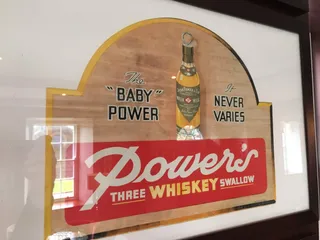 The
"BABY"
POWER
It
NEVER
VARIES
Power's
THREE WHISKEY SWALLOW